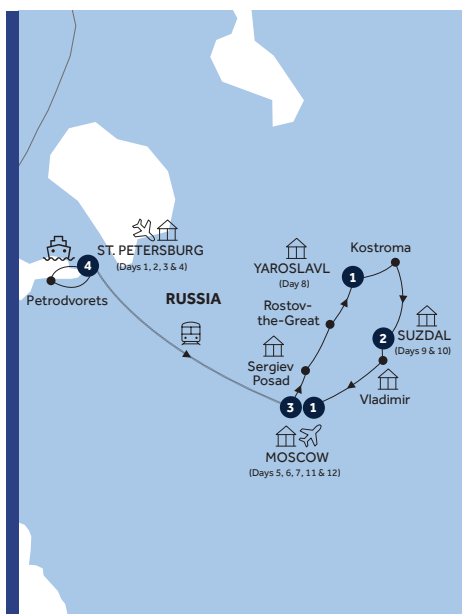 4
ST. PETERSBURG
(Days 1, 2, 3 & 4)
Petrodvorets
RUSSIA
Kostroma
YAROSLAVL
(Day 8)
1
Rostov-
the-Great
2
SUZDAL
(Days 9 & 10)
Sergiev
Posad
Vladimir
3
1
MOSCOW
(Days 5, 6, 7, 11 & 12)